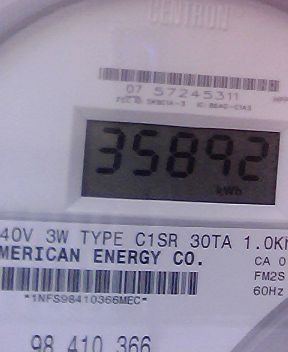 CENTRON
07 57245311
35892
kWh
40V 3W TYPE C1SR 30TA 1.0Kh
MERICAN ENERGY CO.
CA 0
FM2S
60Hz
*1NFS98410366MEC*
98 410 366